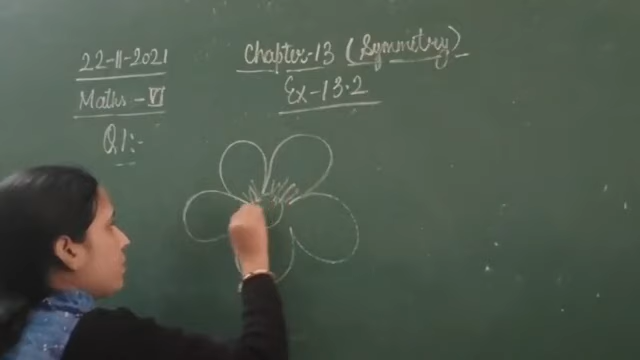 22-11-2021
Chapter-13 (Symmetry)
Maths - VI
Ex-13.2
Q1:-